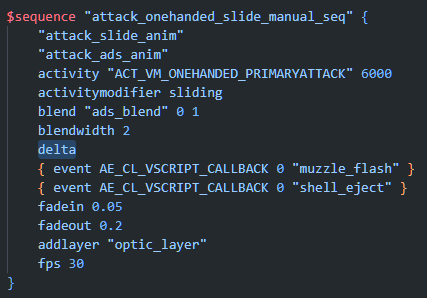 $sequence "attack_onehanded_slide_manual_seq" {
"attack_slide_anim"
"attack_ads_anim"
activity "ACT_VM_ONEHANDED_PRIMARYATTACK" 6000
activitymodifier sliding
blend "ads_blend" 0 1
blendwidth 2
delta
{ event AE_CL_VSCRIPT_CALLBACK 0 "muzzle_flash" }
{ event AE_CL_VSCRIPT_CALLBACK 0 "shell_eject" }
fadein 0.05
fadeout 0.2
addlayer "optic_layer"
fps 30
}